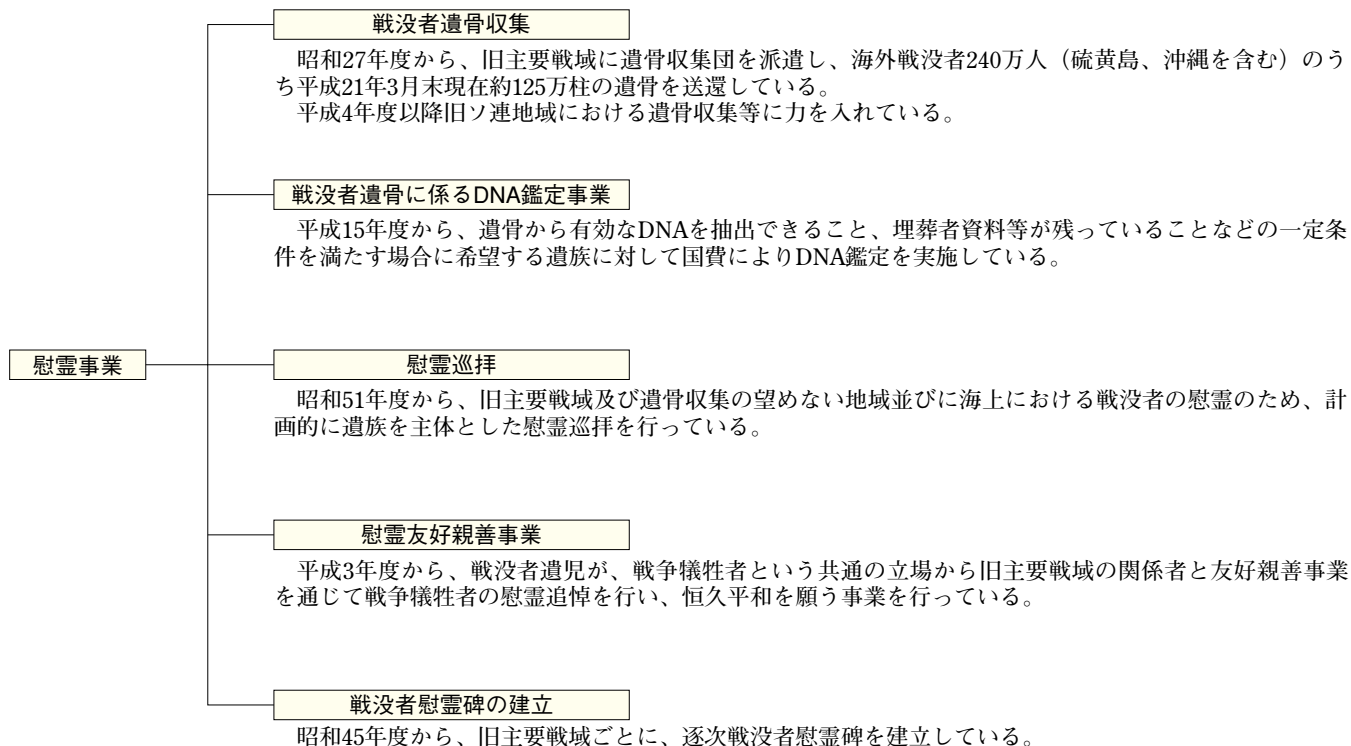 戦没者遺骨収集
　昭和27年度から、旧主要戦域に遺骨収集団を派遣し、海外戦没者240万人（硫黄島、沖縄を含む）のう
ち平成21年3月末現在約125万柱の遺骨を送還している。
　平成4年度以降旧ソ連地域における遺骨収集等に力を入れている。
戦没者遺骨に係るDNA鑑定事業
　平成15年度から、遺骨から有効なDNAを抽出できること、埋葬者資料等が残っていることなどの一定条
件を満たす場合に希望する遺族に対して国費によりDNA鑑定を実施している。
慰霊事業
慰霊巡拝
　昭和51年度から、旧主要戦域及び遺骨収集の望めない地域並びに海上における戦没者の慰霊のため、計
画的に遺族を主体とした慰霊巡拝を行っている。
慰霊友好親善事業
　平成3年度から、戦没者遺児が、戦争犠牲者という共通の立場から旧主要戦域の関係者と友好親善事業
を通じて戦争犠牲者の慰霊追悼を行い、恒久平和を願う事業を行っている。
戦没者慰霊碑の建立
　昭和45年度から、旧主要戦域ごとに、逐次戦没者慰霊碑を建立している。